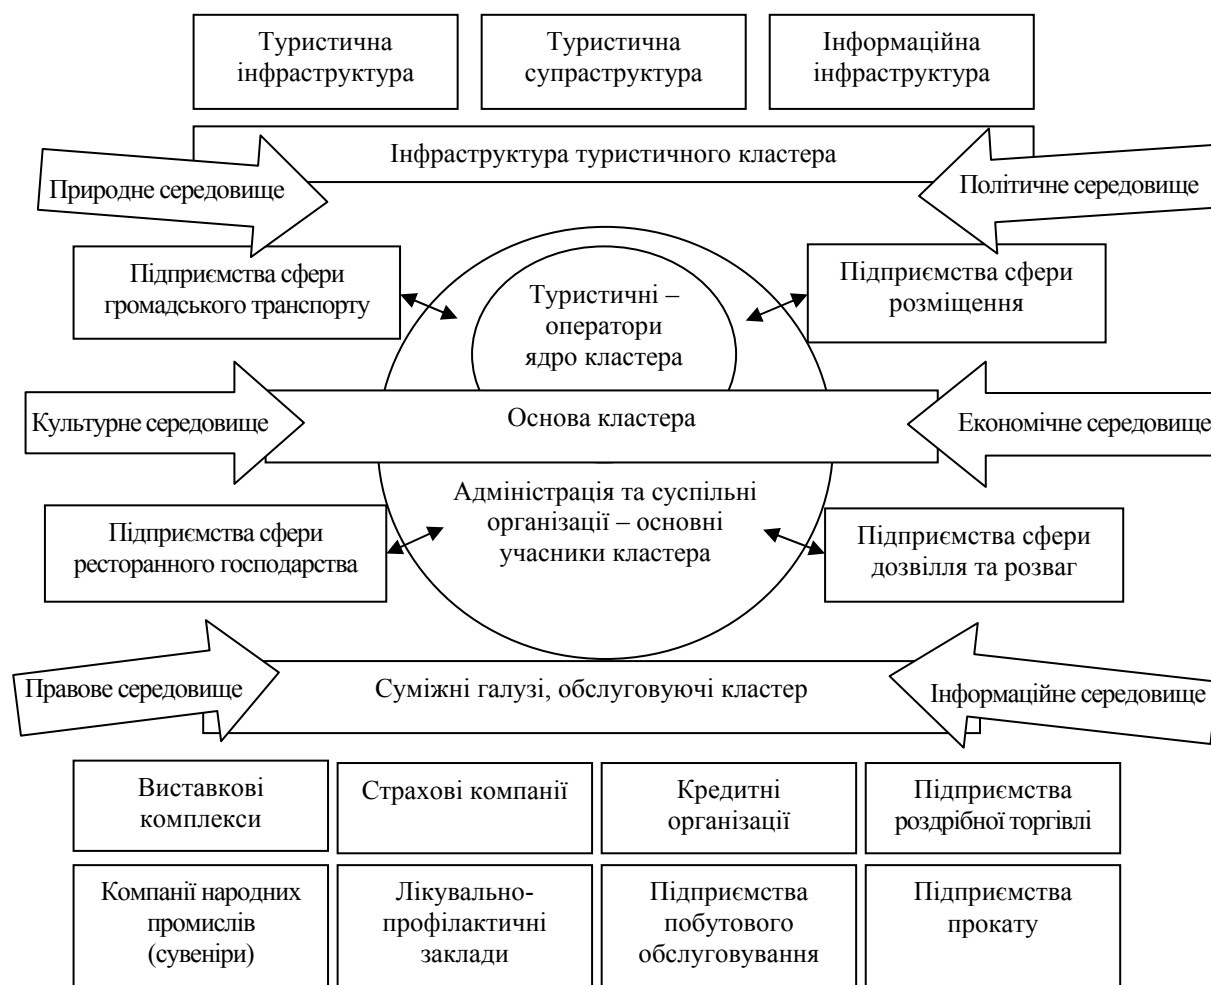 Туристична
інфраструктура
Туристична
супраструктура
Інформаційна
інфраструктура
Інфраструктура туристичного кластера
Природне середовище
Політичне середовище
Підприємства сфери
громадського транспорту
Туристичні –
оператори
ядро кластера
Підприємства сфери
розміщення
Культурне середовище
Основа кластера
Економічне середовище
Підприємства сфери
ресторанного господарства
Адміністрація та суспільні
організації – основні
учасники кластера
Підприємства сфери
дозвілля та розваг
Правове середовище
Суміжні галузі, обслуговуючі кластер
Інформаційне середовище
Виставкові
комплекси
Страхові компанії
Кредитні
організації
Підприємства
роздрібної торгівлі
Компанії народних
промислів
(сувеніри)
Лікувально-
профілактичні
заклади
Підприємства
побутового
обслуговування
Підприємства
прокату